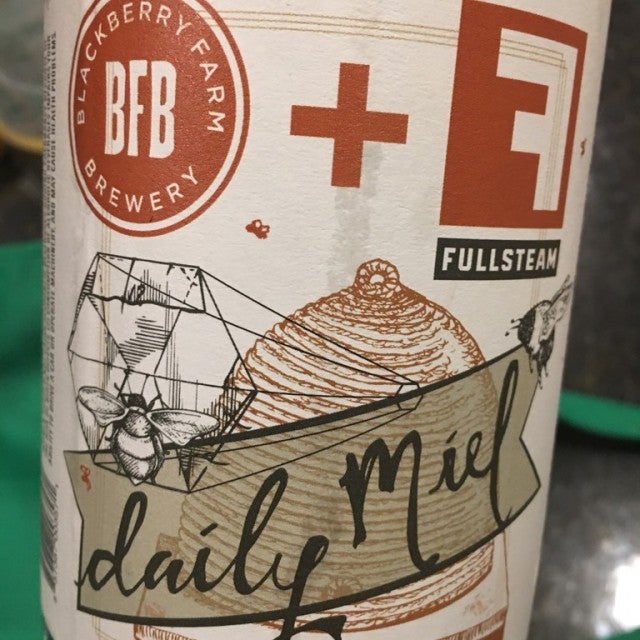 BLACKBERRY FARM
BFB
BREWERY
+
F
FULLSTEAM
daily Miel